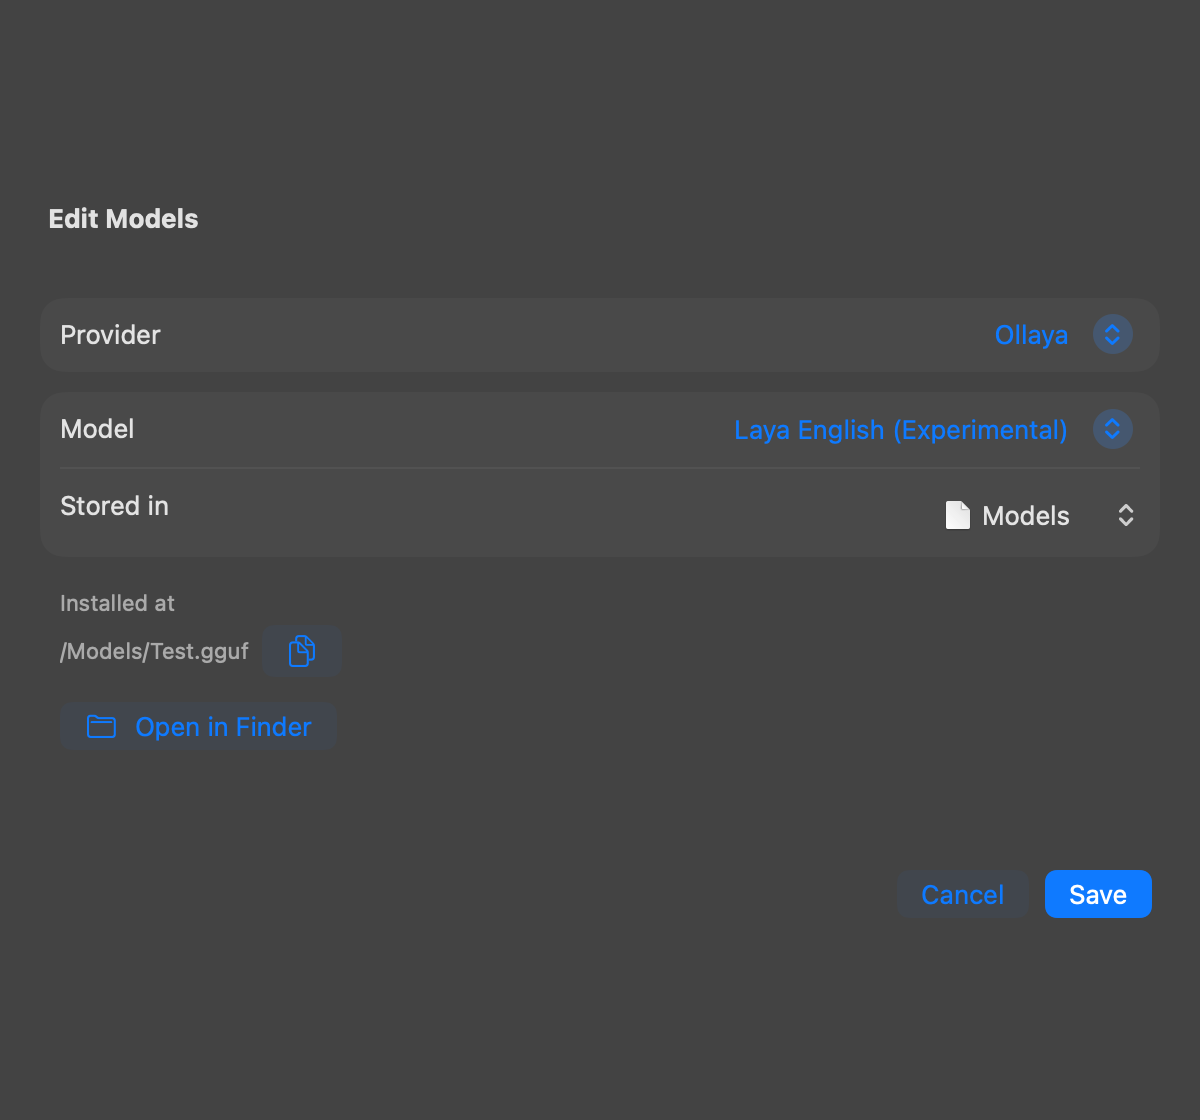 Edit Models
Provider
Ollaya
Model
Laya English (Experimental)
Stored in
Models
Installed at
/Models/Test.gguf
Open in Finder
Cancel
Save